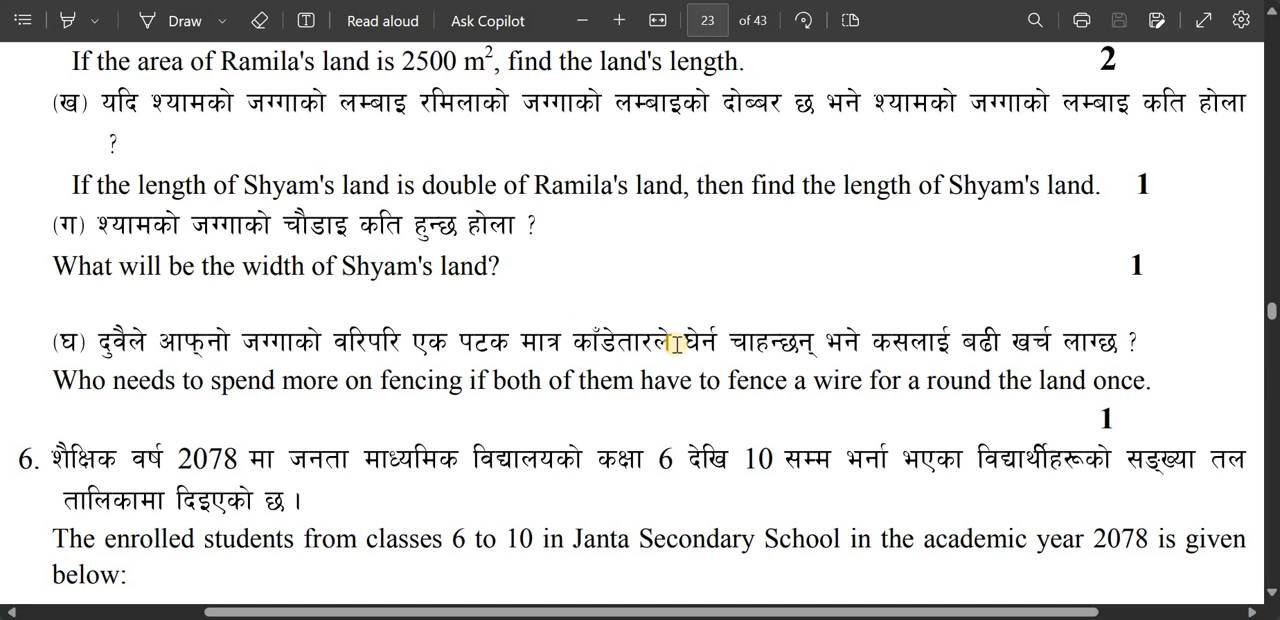 Draw
Read aloud
Ask Copilot
23
of 43
If the area of Ramila's land is 2500 m², find the land's length.
2
(ख) यदि श्यामको जग्गाको लम्बाइ रमिलाको जग्गाको लम्बाइको दोब्बर छ भने श्यामको जग्गाको लम्बाइ कति होला
?
If the length of Shyam's land is double of Ramila's land, then find the length of Shyam's land. 1
(ग) श्यामको जग्गाको चौडाइ कति हुन्छ होला ?
What will be the width of Shyam's land?
1
(घ) दुवैले आफ्नो जग्गाको वरिपरि एक पटक मात्र काँडेतारले घेर्न चाहन्छन् भने कसलाई बढी खर्च लाग्छ ?
Who needs to spend more on fencing if both of them have to fence a wire for a round the land once.
1
6. शैक्षिक वर्ष 2078 मा जनता माध्यमिक विद्यालयको कक्षा 6 देखि 10 सम्म भर्ना भएका विद्यार्थीहरूको सङ्ख्या तल
तालिकामा दिइएको छ ।
The enrolled students from classes 6 to 10 in Janta Secondary School in the academic year 2078 is given
below: